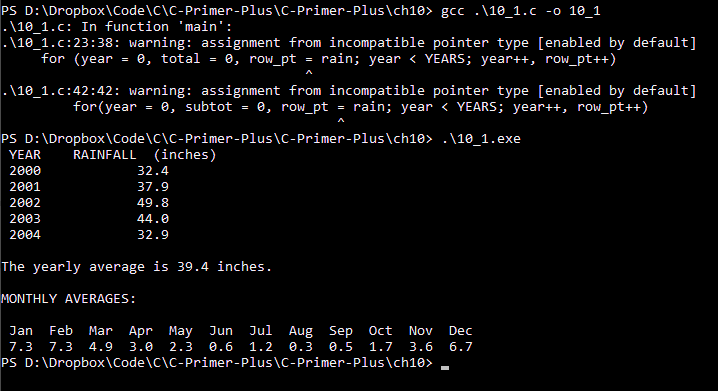 PS D:\Dropbox\Code\C\C-Primer-Plus\C-Primer-Plus\ch10> gcc .\10_1.c -o 10_1
.\10_1.c: In function 'main':
.\10_1.c:23:38: warning: assignment from incompatible pointer type [enabled by default]
     for (year = 0, total = 0, row_pt = rain; year < YEARS; year++, row_pt++)
                                      ^
.\10_1.c:42:42: warning: assignment from incompatible pointer type [enabled by default]
         for(year = 0, subtot = 0, row_pt = rain; year < YEARS; year++, row_pt++)
                                          ^
PS D:\Dropbox\Code\C\C-Primer-Plus\C-Primer-Plus\ch10> .\10_1.exe
 YEAR    RAINFALL  (inches)
 2000            32.4
 2001            37.9
 2002            49.8
 2003            44.0
 2004            32.9
The yearly average is 39.4 inches.
MONTHLY AVERAGES:
 Jan  Feb  Mar  Apr  May  Jun  Jul  Aug  Sep  Oct  Nov  Dec
 7.3  7.3  4.9  3.0  2.3  0.6  1.2  0.3  0.5  1.7  3.6  6.7
PS D:\Dropbox\Code\C\C-Primer-Plus\C-Primer-Plus\ch10>